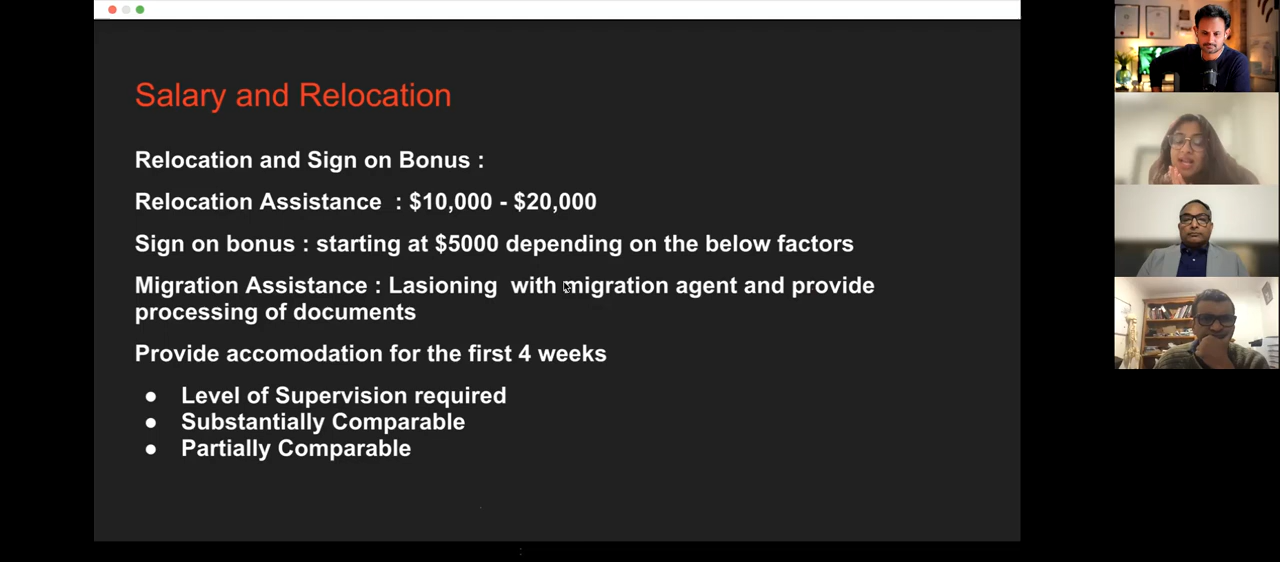 Salary and Relocation
Relocation and Sign on Bonus :
Relocation Assistance : $10,000 - $20,000
Sign on bonus : starting at $5000 depending on the below factors
Migration Assistance : Lasioning with migration agent and provide
processing of documents
Provide accomodation for the first 4 weeks
● Level of Supervision required
● Substantially Comparable
● Partially Comparable